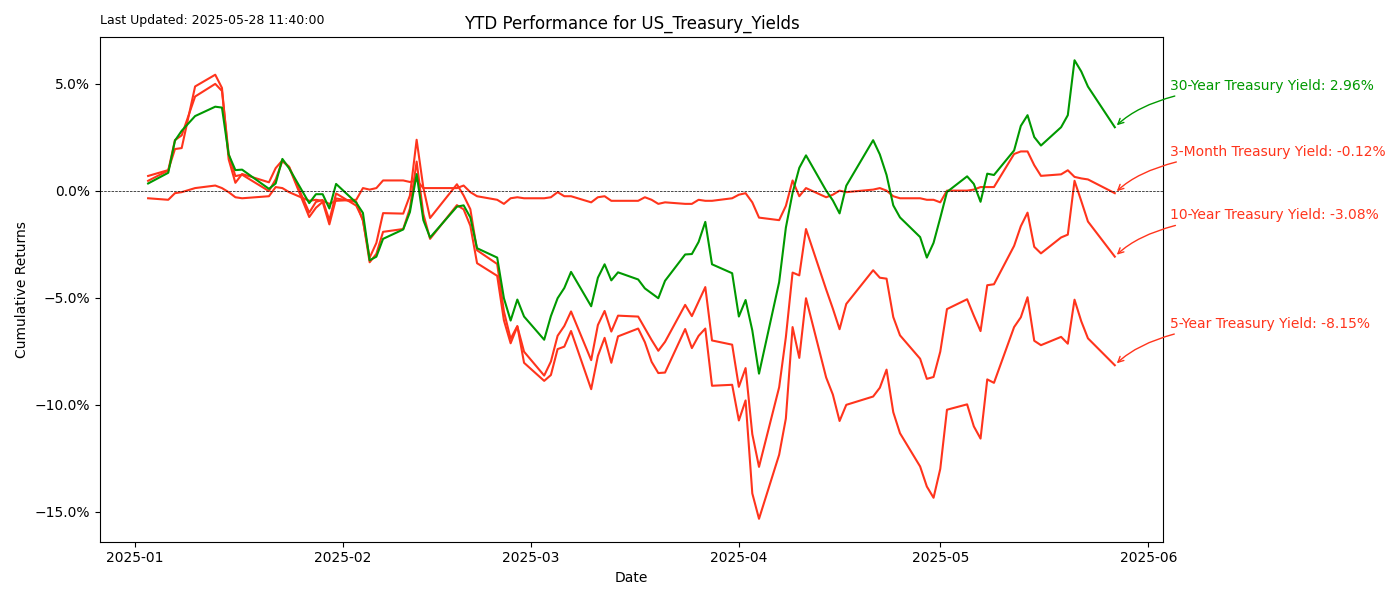 Last Updated: 2025-05-28 11:40:00
YTD Performance for US_Treasury_Yields
5.0%
0.0%
−5.0%
−10.0%
−15.0%
Cumulative Returns
2025-01
2025-02
2025-03
2025-04
2025-05
2025-06
Date
30-Year Treasury Yield: 2.96%
3-Month Treasury Yield: -0.12%
10-Year Treasury Yield: -3.08%
5-Year Treasury Yield: -8.15%